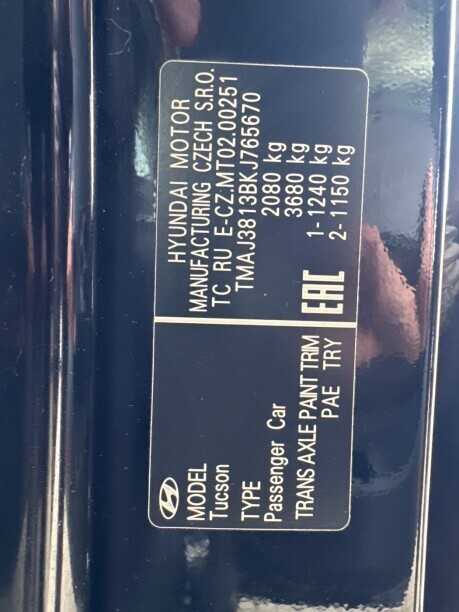 HYUNDAI MOTOR
MANUFACTURING CZECH S.R.O.
TC RU E-CZ.MT02.00251
TMAJ3813BKJ765670
2080 kg
3680 kg
1-1240 kg
2-1150 kg
MODEL
Tucson
TYPE
Passenger Car
TRANS AXLE PAINT TRIM
PAE TRY
EAC